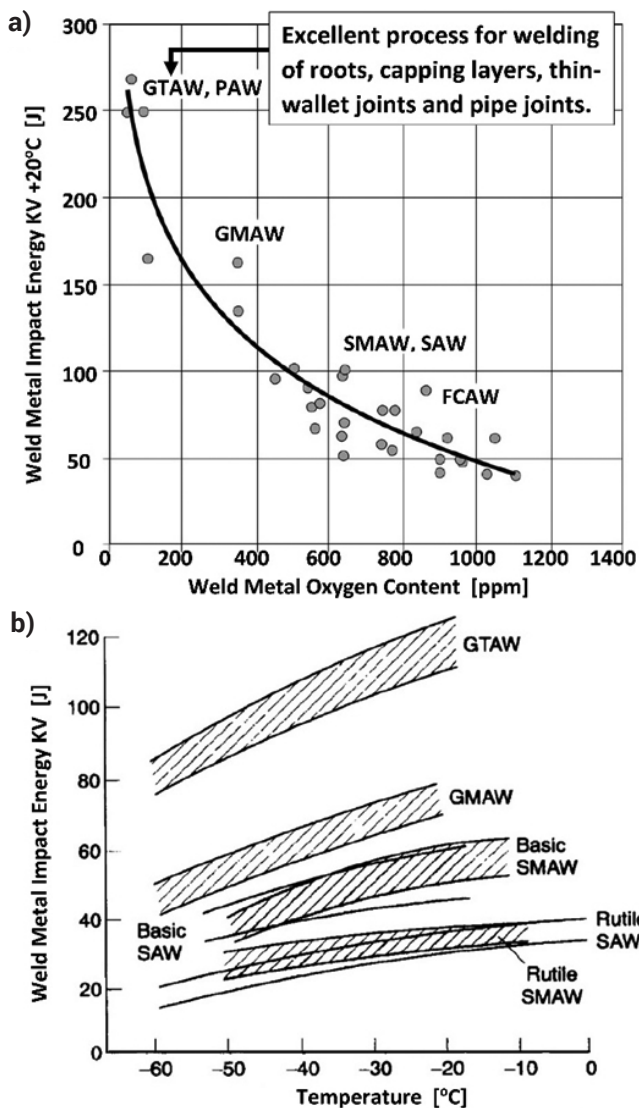 a)
300
250
200
150
100
50
0
Weld Metal Impact Energy KV +20°C [J]
Excellent process for welding
of roots, capping layers, thin-
wallet joints and pipe joints.
GTAW, PAW
GMAW
SMAW, SAW
FCAW
0 200 400 600 800 1000 1200 1400
Weld Metal Oxygen Content [ppm]
b)
120
100
80
60
40
20
0
Weld Metal Impact Energy KV [J]
GTAW
GMAW
Basic
SMAW
Basic
SAW
Rutile
SAW
Rutile
SMAW
–60 –50 –40 –30 –20 –10 0
Temperature [°C]